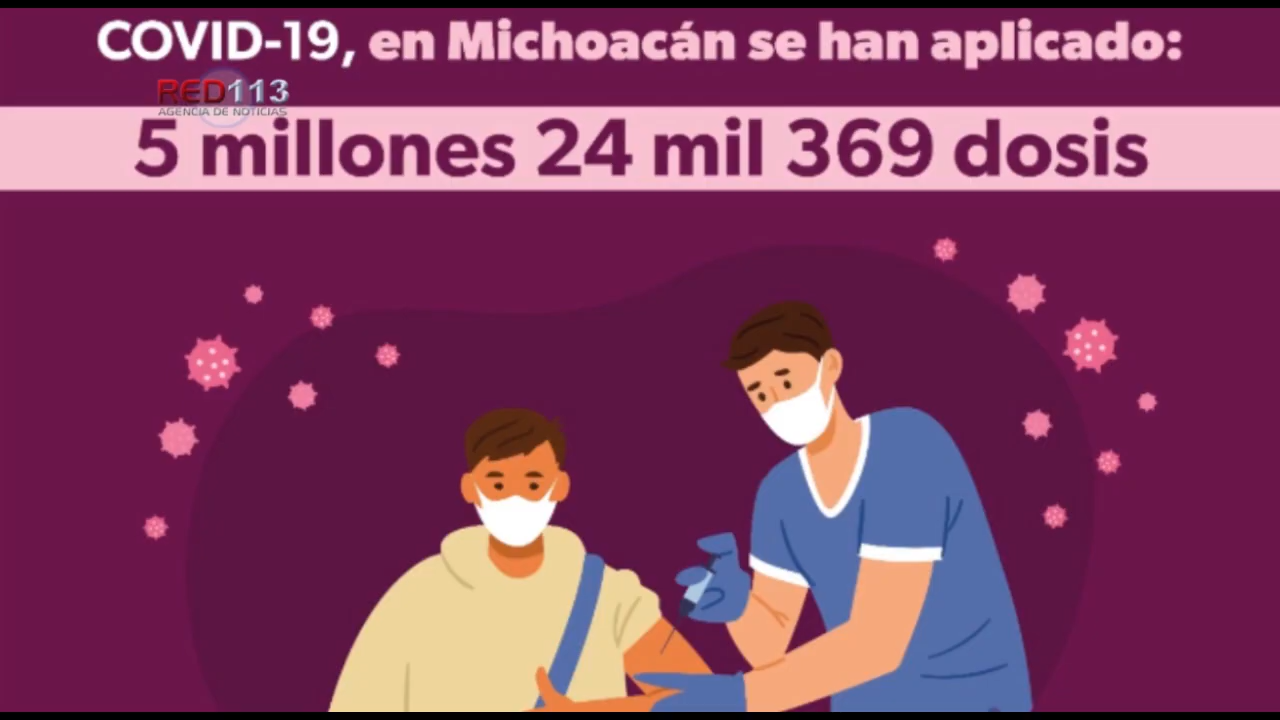 COVID-19, en Michoacán se han aplicado:
RED113
AGENCIA DE NOTICIAS
5 millones 24 mil 369 dosis